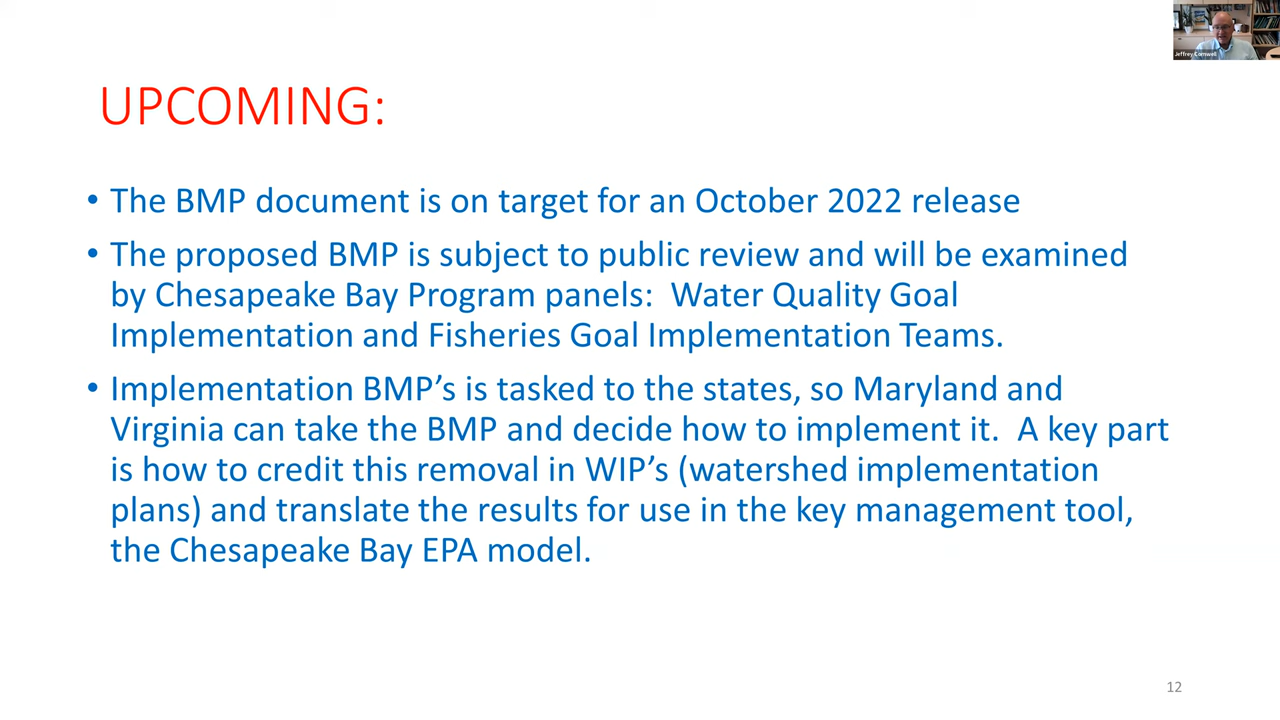 Jeffrey Cornwell
UPCOMING:
• The BMP document is on target for an October 2022 release
• The proposed BMP is subject to public review and will be examined
by Chesapeake Bay Program panels:  Water Quality Goal
Implementation and Fisheries Goal Implementation Teams.
• Implementation BMP’s is tasked to the states, so Maryland and
Virginia can take the BMP and decide how to implement it.  A key part
is how to credit this removal in WIP’s (watershed implementation
plans) and translate the results for use in the key management tool,
the Chesapeake Bay EPA model.
12